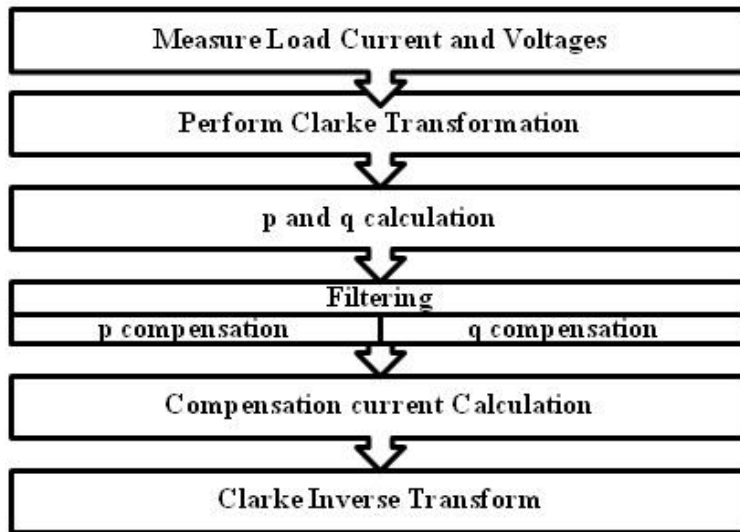 Measure Load Current and Voltages
Perform Clarke Transformation
p and q calculation
Filtering
p compensation
q compensation
Compensation current Calculation
Clarke Inverse Transform